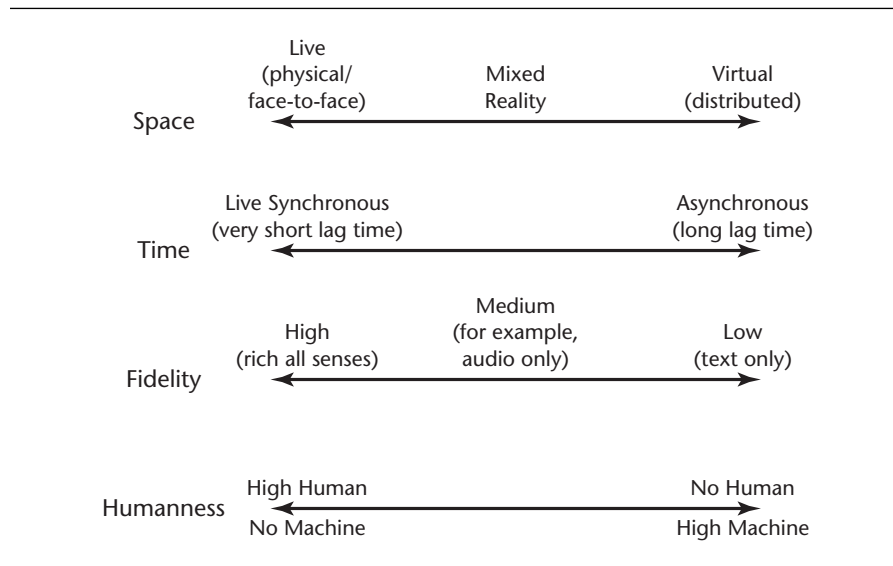 Live
(physical/
face-to-face)
Mixed
Reality
Virtual
(distributed)
Space
Live Synchronous
(very short lag time)
Asynchronous
(long lag time)
Time
High
(rich all senses)
Medium
(for example,
audio only)
Low
(text only)
Fidelity
High Human
No Machine
No Human
High Machine
Humanness